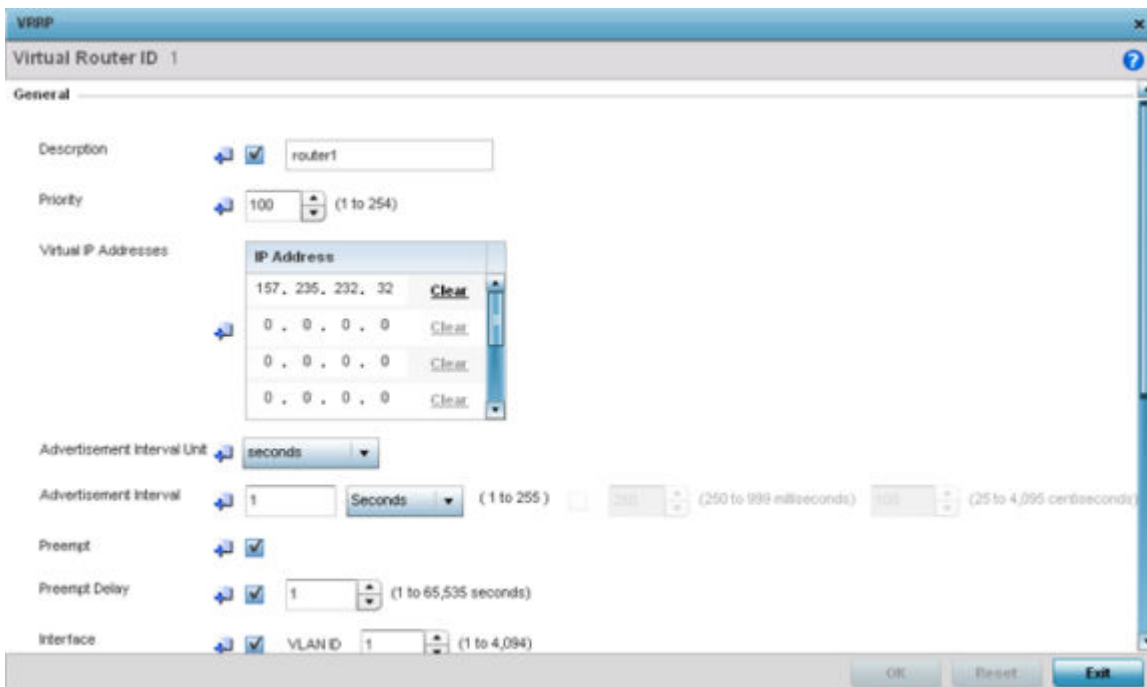 VRRP
Virtual Router ID 1
General
Descrption router1
Priority 100 (1 to 254)
Virtual IP Addresses
IP Address
157. 235. 232. 32 Clear
0 . 0 . 0 . 0 Clear
0 . 0 . 0 . 0 Clear
0 . 0 . 0 . 0 Clear
Advertisement Interval Unit seconds
Advertisement Interval 1 Seconds ( 1 to 255 ) (250 to 999 milliseconds) 100 (25 to 4,095 centiseconds)
Preempt
Preempt Delay 1 (1 to 65,535 seconds)
Interface VLAN ID 1 (1 to 4,094)
OK Reset Exit